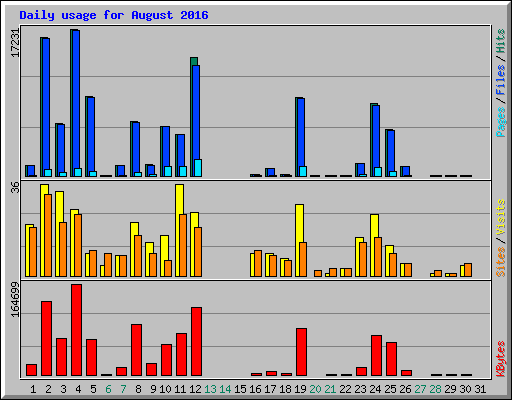 Daily usage for August 2016
17231
Pages / Files / Hits
36
Sites / Visits
164699
KBytes
1 2 3 4 5 6 7 8 9 10 11 12 13 14 15 16 17 18 19 20 21 22 23 24 25 26 27 28 29 30 31